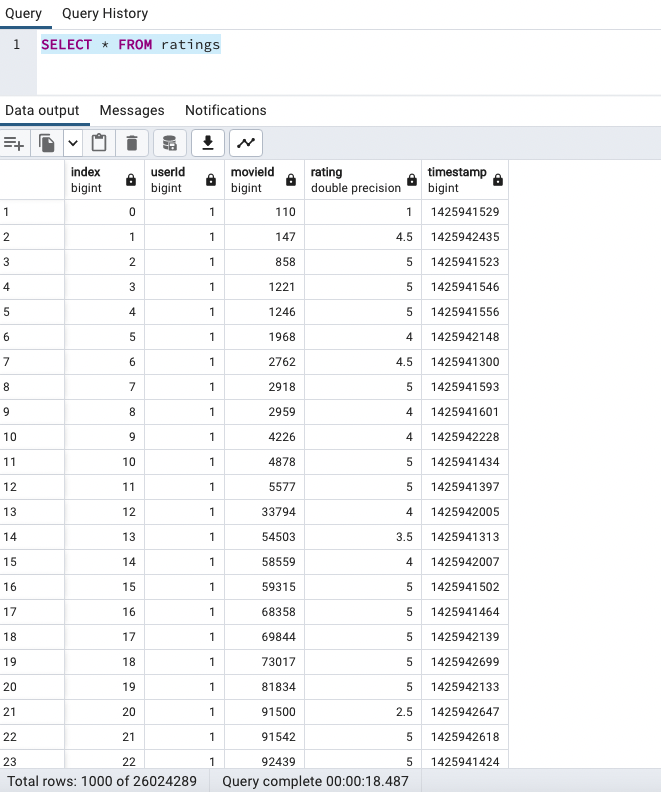 Query Query History
1 SELECT * FROM ratings
Data output Messages Notifications
index userId movieId rating timestamp
bigint bigint bigint double precision bigint
1 0 1 110 1 1425941529
2 1 1 147 4.5 1425942435
3 2 1 858 5 1425941523
4 3 1 1221 5 1425941546
5 4 1 1246 5 1425941556
6 5 1 1968 4 1425942148
7 6 1 2762 4.5 1425941300
8 7 1 2918 5 1425941593
9 8 1 2959 4 1425941601
10 9 1 4226 4 1425942228
11 10 1 4878 5 1425941434
12 11 1 5577 5 1425941397
13 12 1 33794 4 1425942005
14 13 1 54503 3.5 1425941313
15 14 1 58559 4 1425942007
16 15 1 59315 5 1425941502
17 16 1 68358 5 1425941464
18 17 1 69844 5 1425942139
19 18 1 73017 5 1425942699
20 19 1 81834 5 1425942133
21 20 1 91500 2.5 1425942647
22 21 1 91542 5 1425942618
23 22 1 92439 5 1425941424
Total rows: 1000 of 26024289 Query complete 00:00:18.487